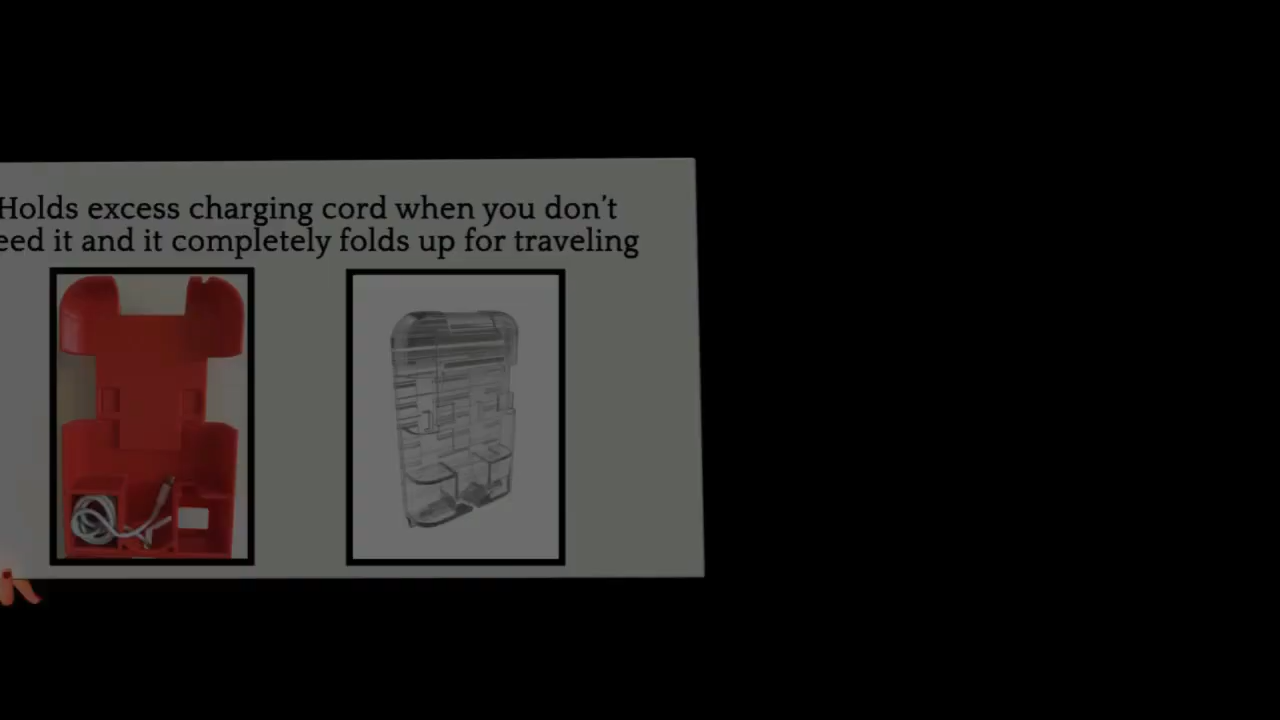 Holds excess charging cord when you don't
eed it and it completely folds up for traveling